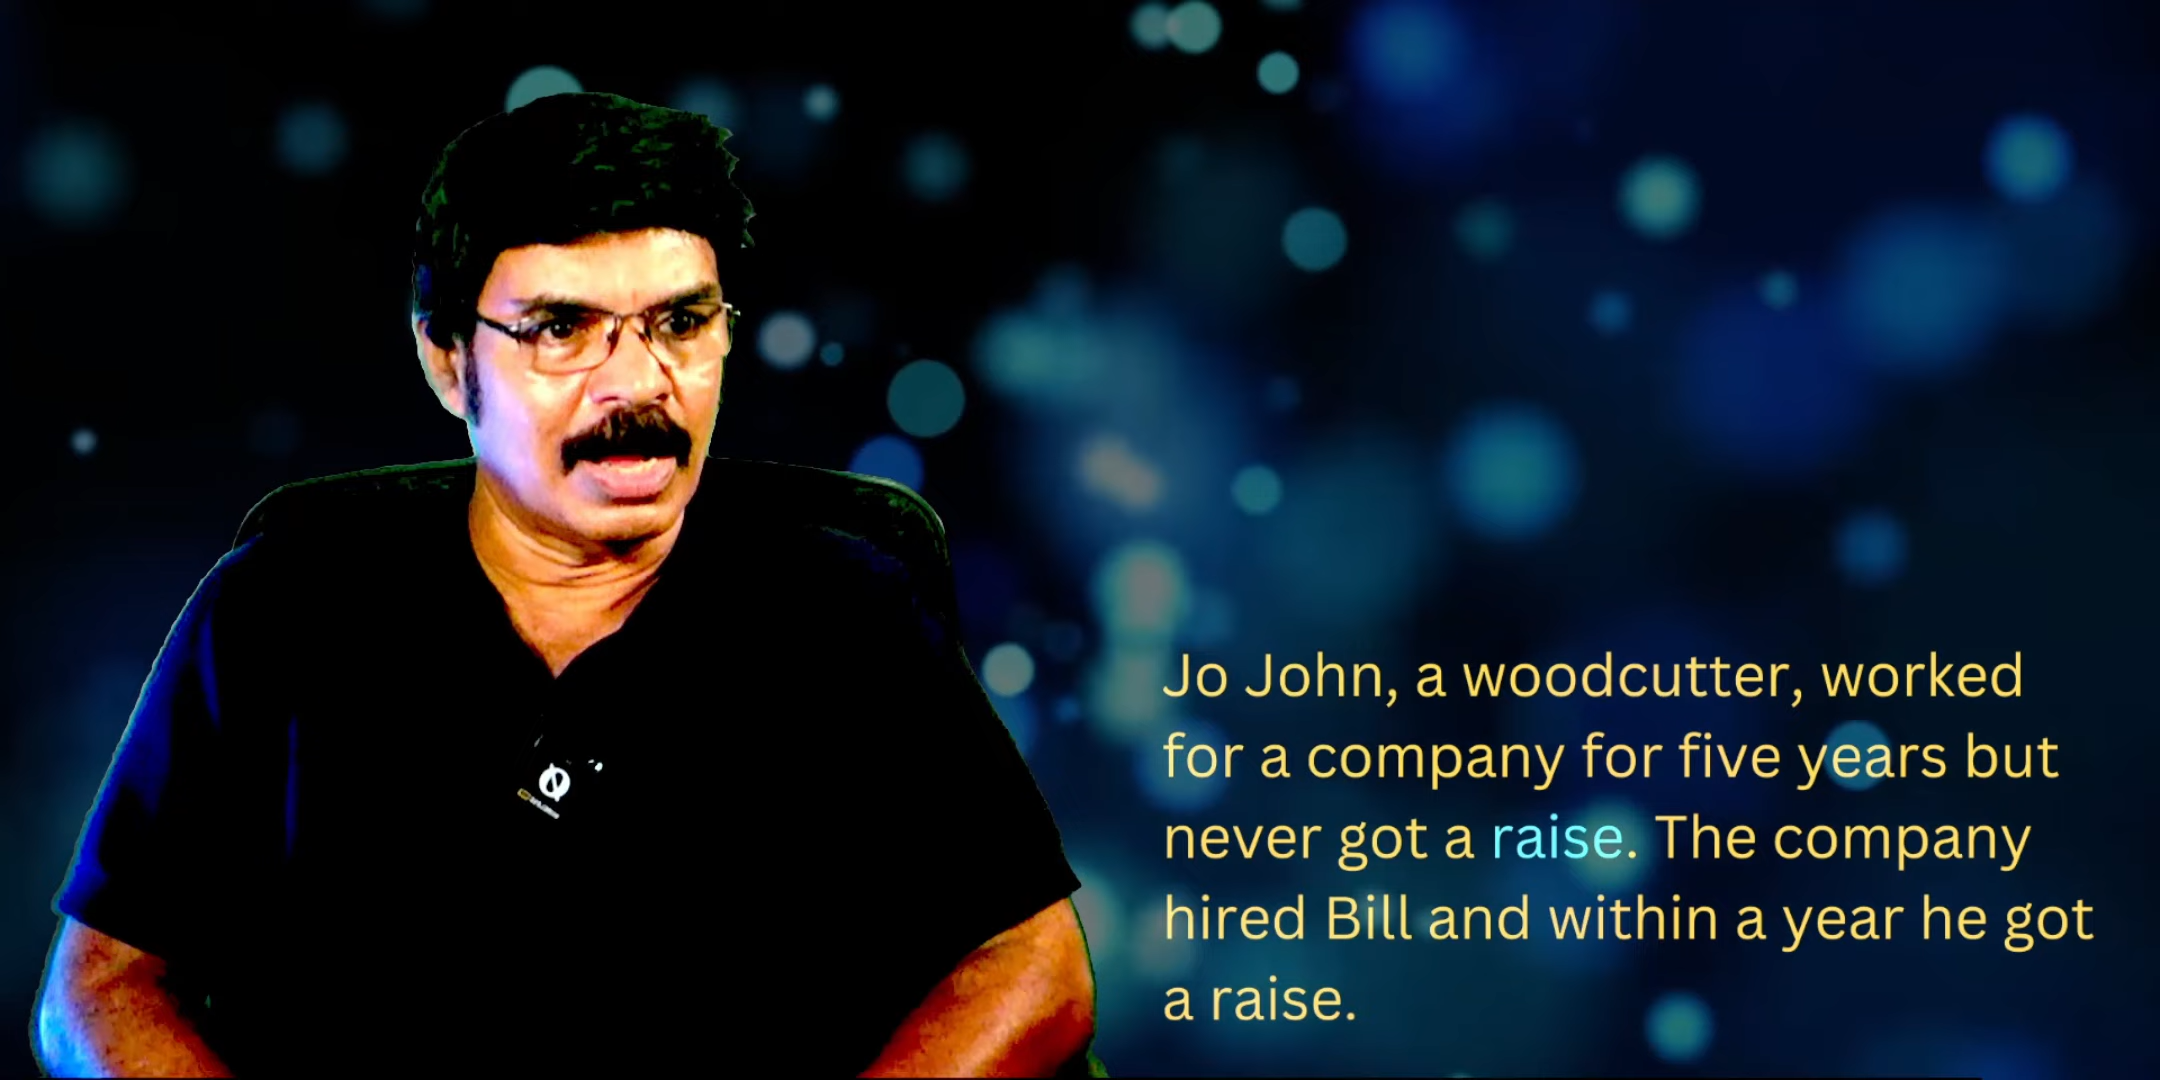 Jo John, a woodcutter, worked
for a company for five years but
never got a raise. The company
hired Bill and within a year he got
a raise.